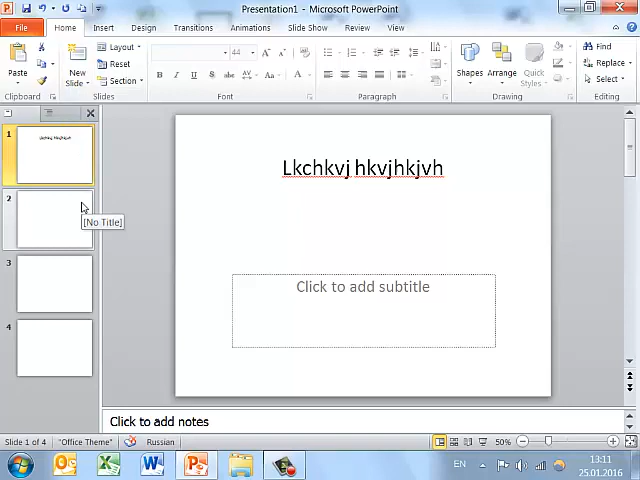 Presentation1 - Microsoft PowerPoint
File Home Insert Design Transitions Animations Slide Show Review View
Paste
New Slide
Layout
Reset
Section
44
Shapes
Arrange
Quick Styles
Find
Replace
Select
Clipboard Slides Font Paragraph Drawing Editing
1
Lkchkvj hkvjhkjvh
2
[No Title]
3
4
Lkchkvj hkvjhkjvh
Click to add subtitle
Click to add notes
Slide 1 of 4 "Office Theme" Russian 50%
EN 13:11
25.01.2016